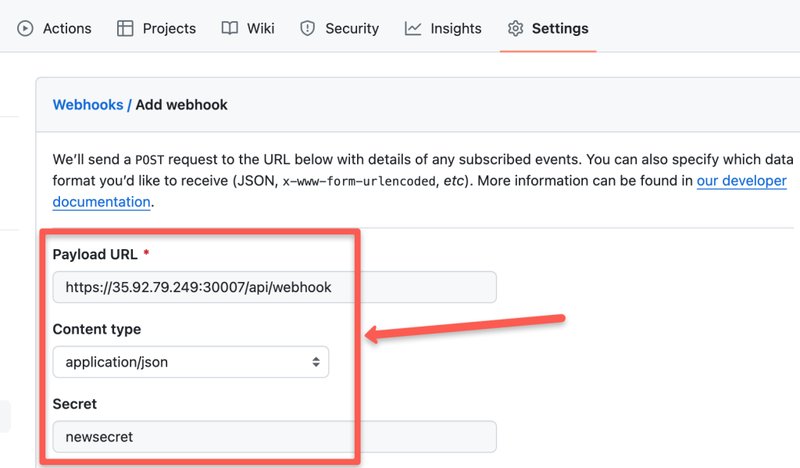 Actions Projects Wiki Security Insights Settings
Webhooks / Add webhook
We’ll send a POST request to the URL below with details of any subscribed events. You can also specify which data
format you’d like to receive (JSON, x-www-form-urlencoded, etc). More information can be found in our developer
documentation.
Payload URL *
https://35.92.79.249:30007/api/webhook
Content type
application/json
Secret
newsecret